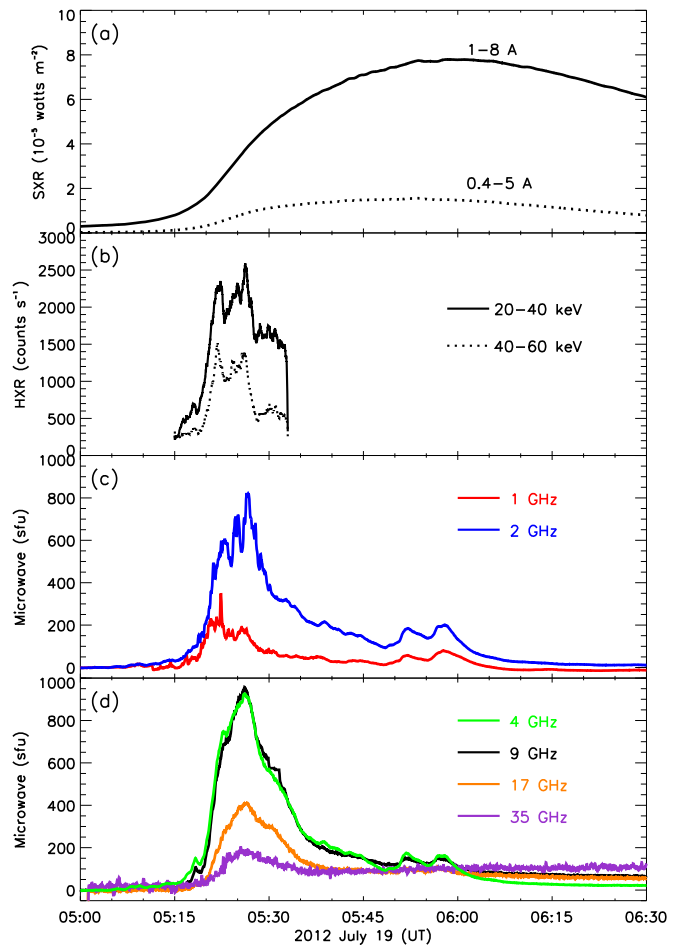 (a)
10
8
6
4
2
0
SXR (10⁻⁵ watts m⁻²)
1–8 A
0.4–5 A
(b)
3000
2500
2000
1500
1000
500
0
HXR (counts s⁻¹)
20–40 keV
40–60 keV
(c)
1000
800
600
400
200
0
Microwave (sfu)
1 GHz
2 GHz
(d)
1000
800
600
400
200
0
Microwave (sfu)
4 GHz
9 GHz
17 GHz
35 GHz
05:00 05:15 05:30 05:45 06:00 06:15 06:30
2012 July 19 (UT)